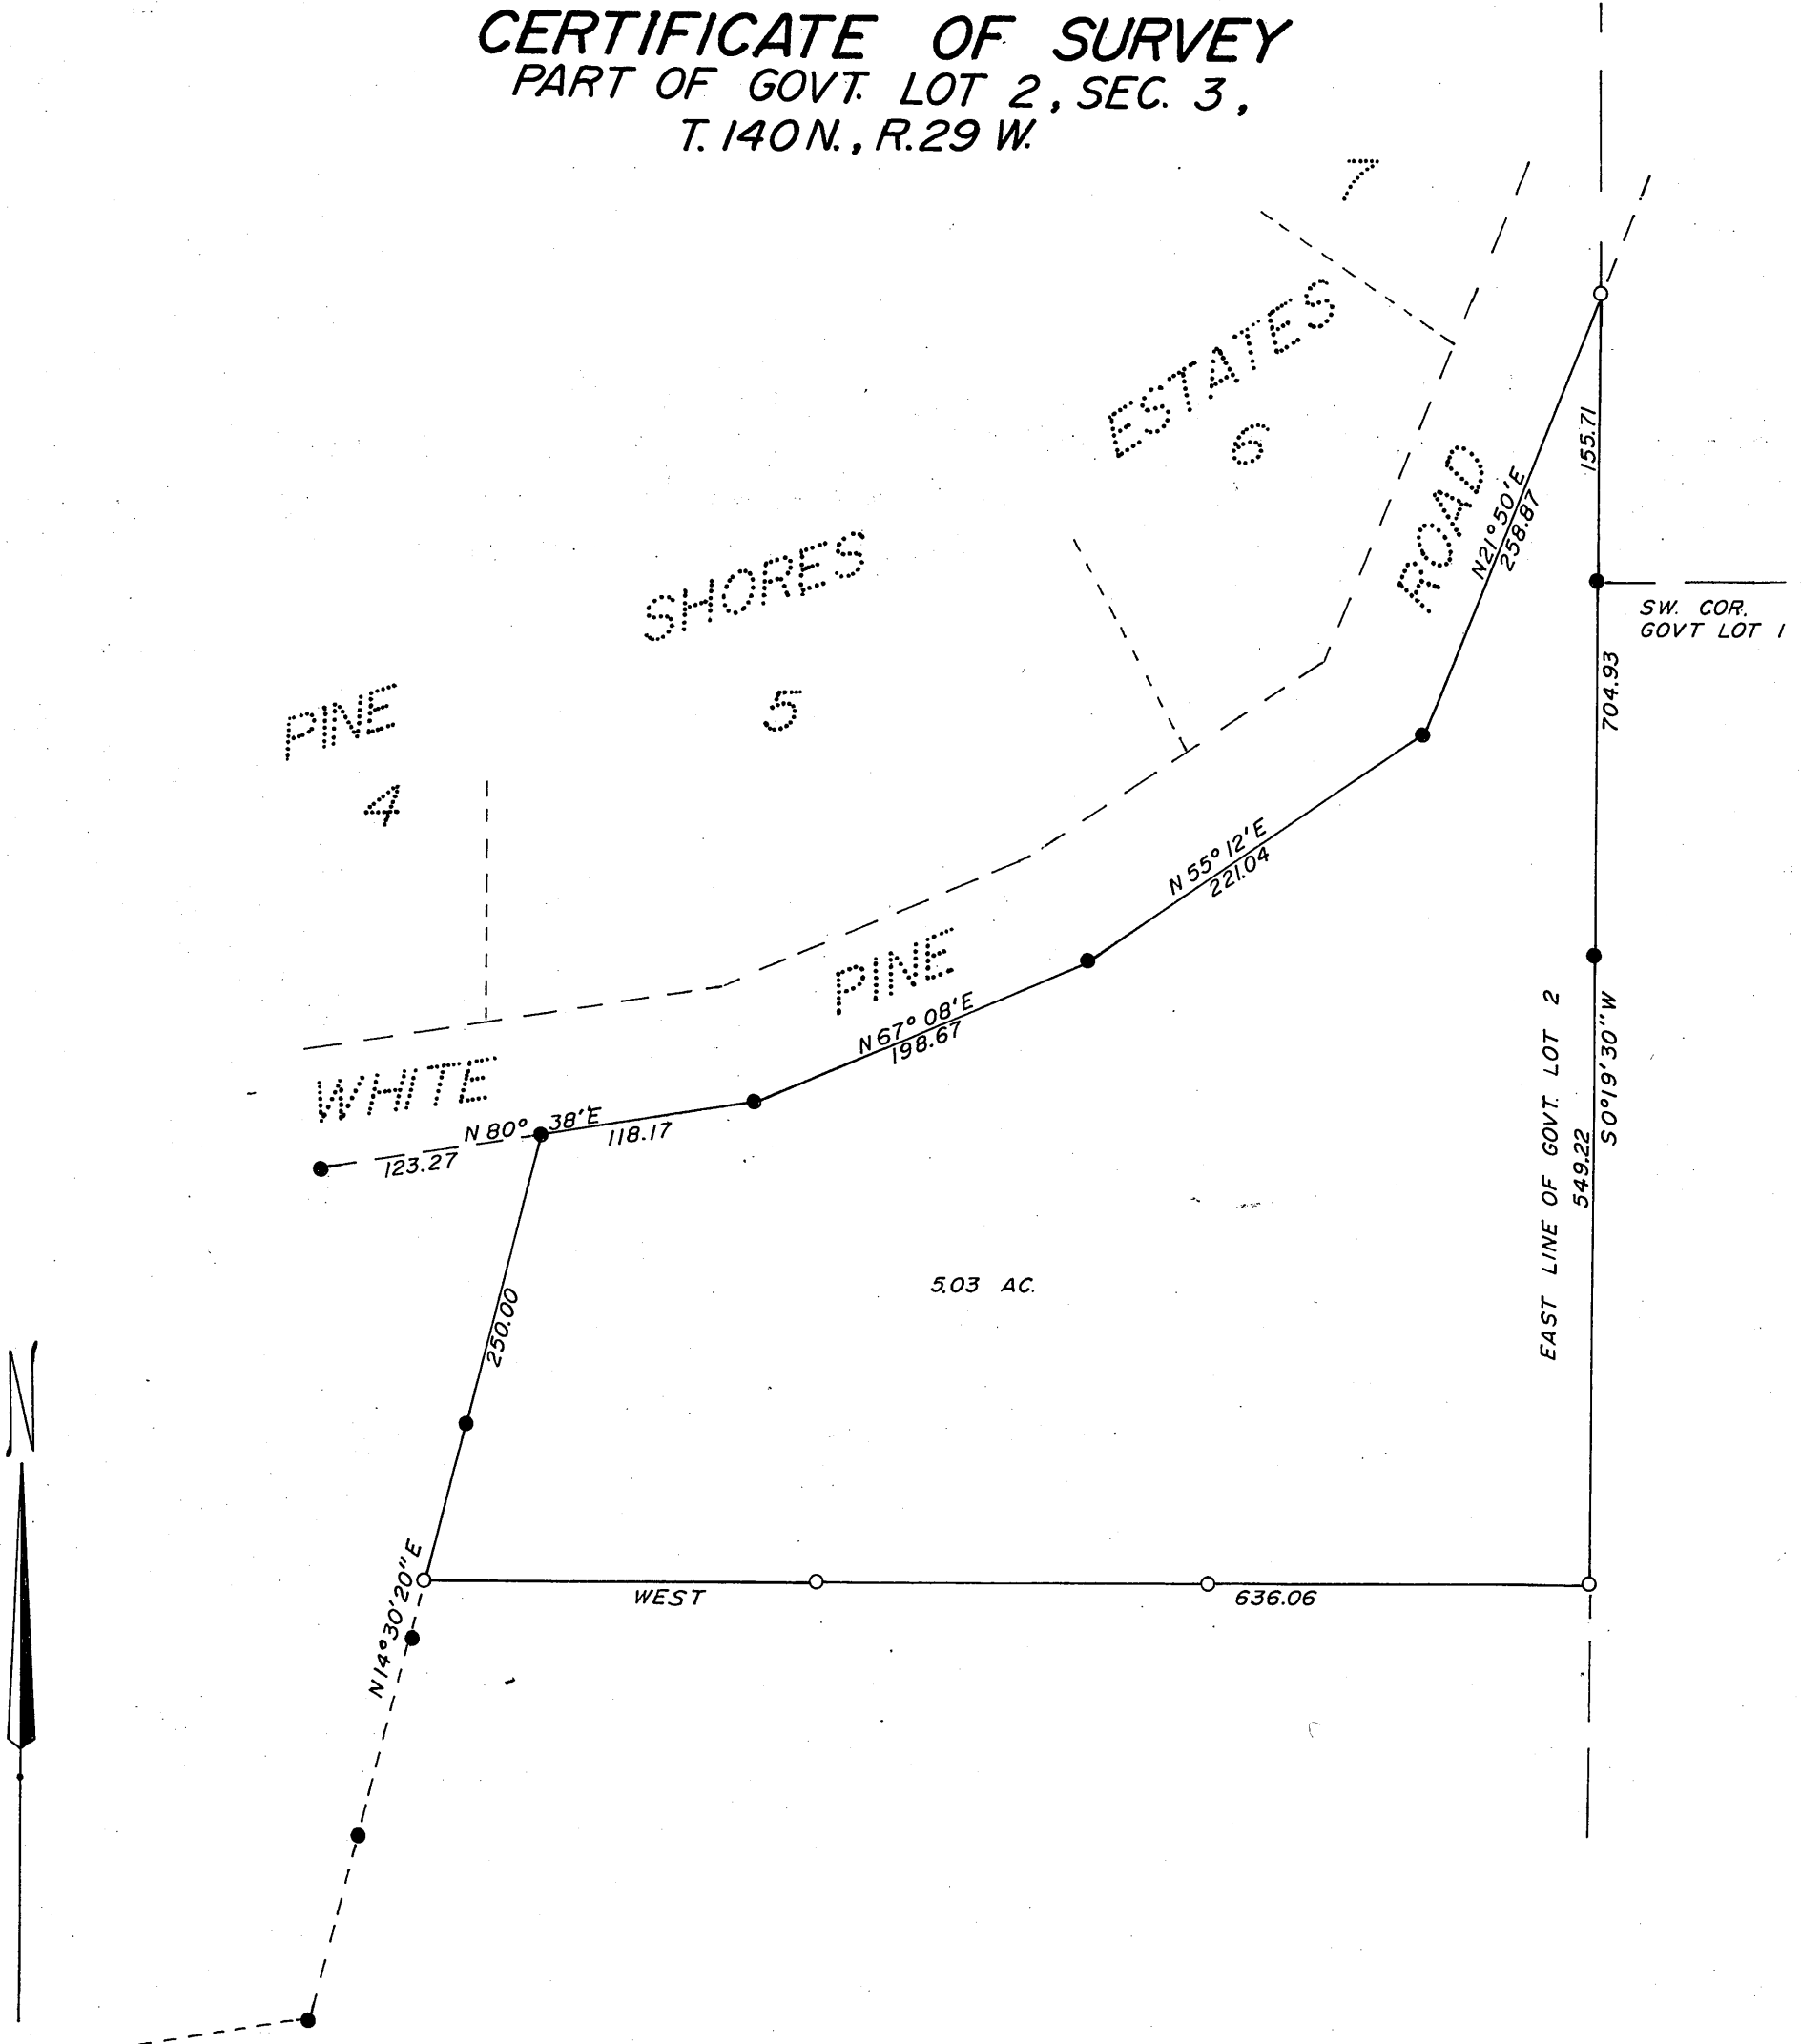 CERTIFICATE OF SURVEY
PART OF GOVT. LOT 2, SEC. 3,
T. 140 N., R. 29 W.
7
ESTATES
6
155.71
ROAD
N21°50'E
258.87
SW. COR.
GOVT LOT 1
SHORES
5
704.93
PINE
4
N 55° 12' E
221.04
PINE
N 67° 08' E
198.67
EAST LINE OF GOVT. LOT 2
549.22
S0°19'30"W
WHITE
N 80° 38' E
118.17
123.27
250.00
5.03 AC.
N
N14°30'20"E
WEST
636.06